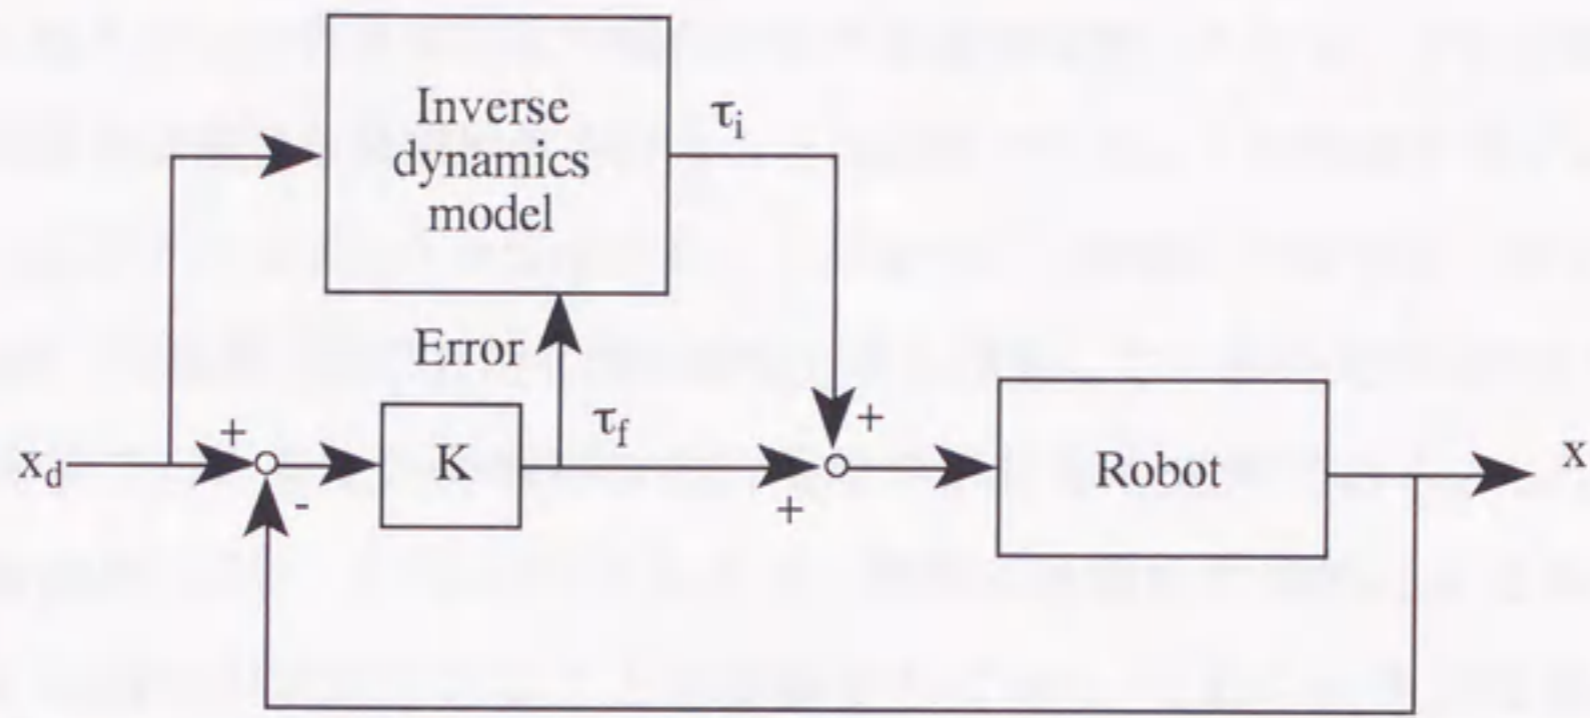 Inverse
dynamics
model
τi
Error
τf
+
+
xd
K
Robot
x
-
+